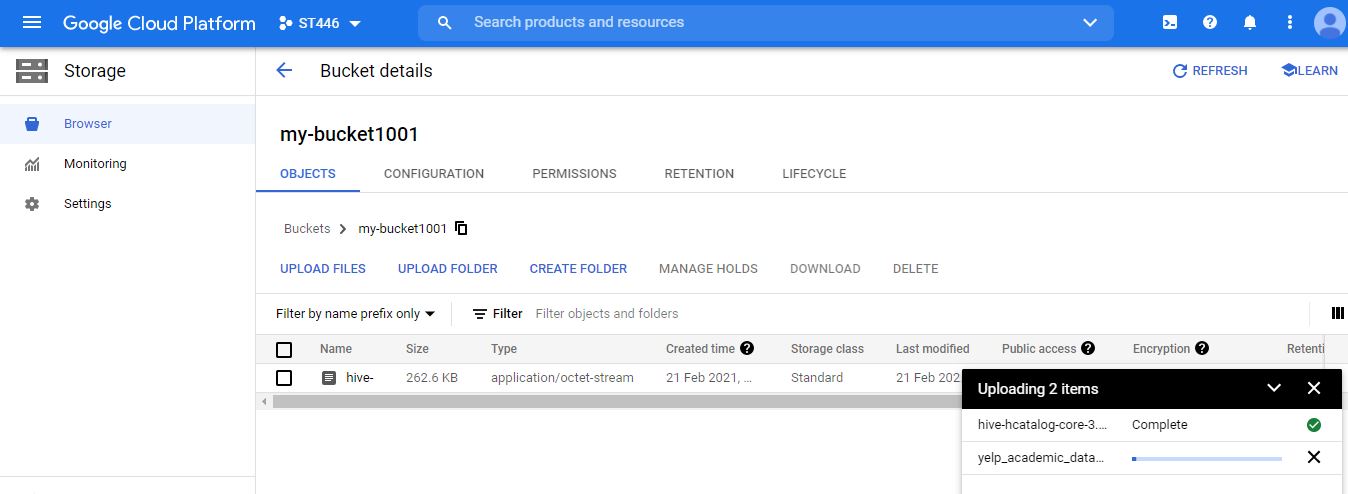 Google Cloud Platform ST446 Search products and resources
Storage Bucket details REFRESH LEARN
Browser
my-bucket1001
Monitoring
OBJECTS CONFIGURATION PERMISSIONS RETENTION LIFECYCLE
Settings
Buckets my-bucket1001
UPLOAD FILES UPLOAD FOLDER CREATE FOLDER MANAGE HOLDS DOWNLOAD DELETE
Filter by name prefix only Filter Filter objects and folders
Name Size Type Created time Storage class Last modified Public access Encryption Retenti
hive- 262.6 KB application/octet-stream 21 Feb 2021, ... Standard 21 Feb 202
Uploading 2 items
hive-hcatalog-core-3.... Complete
yelp_academic_data...